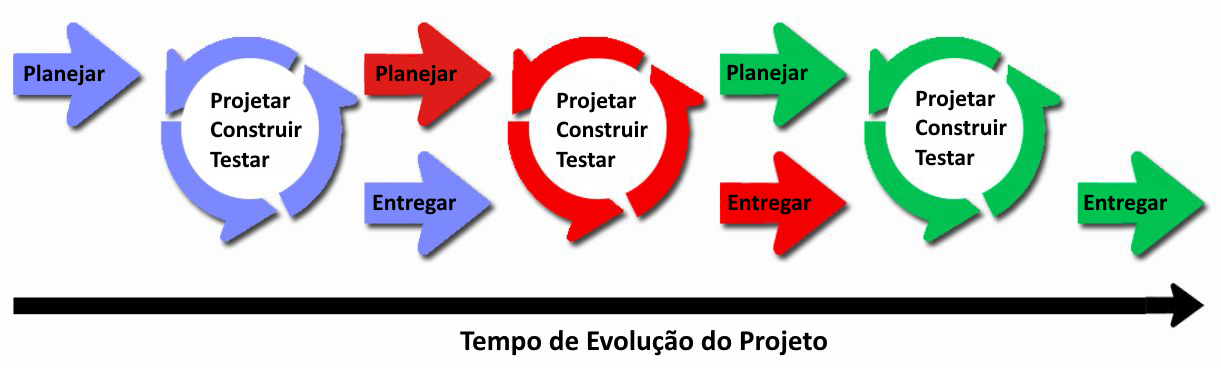 Planejar
Projetar
Construir
Testar
Planejar
Entregar
Projetar
Construir
Testar
Planejar
Entregar
Projetar
Construir
Testar
Entregar
Tempo de Evolução do Projeto